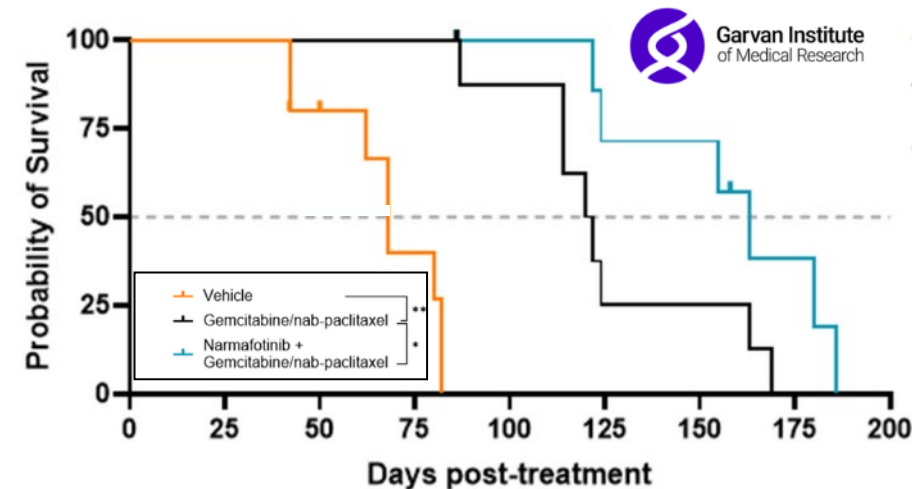 Garvan Institute
of Medical Research
Probability of Survival
100
75
50
25
0
Vehicle
Gemcitabine/nab-paclitaxel
Narmafotinib +
Gemcitabine/nab-paclitaxel
**
*
0 25 50 75 100 125 150 175 200
Days post-treatment